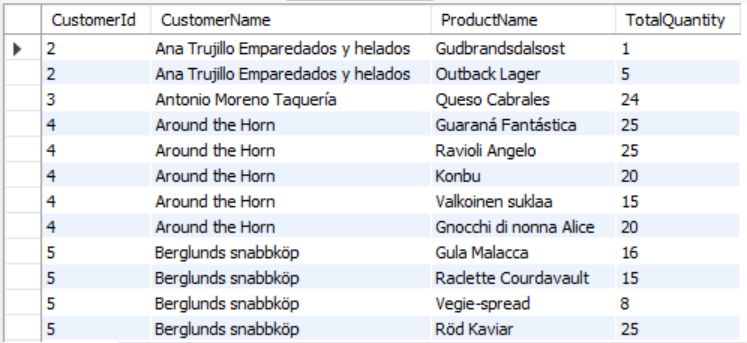 CustomerId CustomerName ProductName TotalQuantity
2 Ana Trujillo Emparedados y helados Gudbrandsdalsost 1
2 Ana Trujillo Emparedados y helados Outback Lager 5
3 Antonio Moreno Taquería Queso Cabrales 24
4 Around the Horn Guaraná Fantástica 25
4 Around the Horn Ravioli Angelo 25
4 Around the Horn Konbu 20
4 Around the Horn Valkoinen suklaa 15
4 Around the Horn Gnocchi di nonna Alice 20
5 Berglunds snabbköp Gula Malacca 16
5 Berglunds snabbköp Raclette Courdavault 15
5 Berglunds snabbköp Vegie-spread 8
5 Berglunds snabbköp Röd Kaviar 25